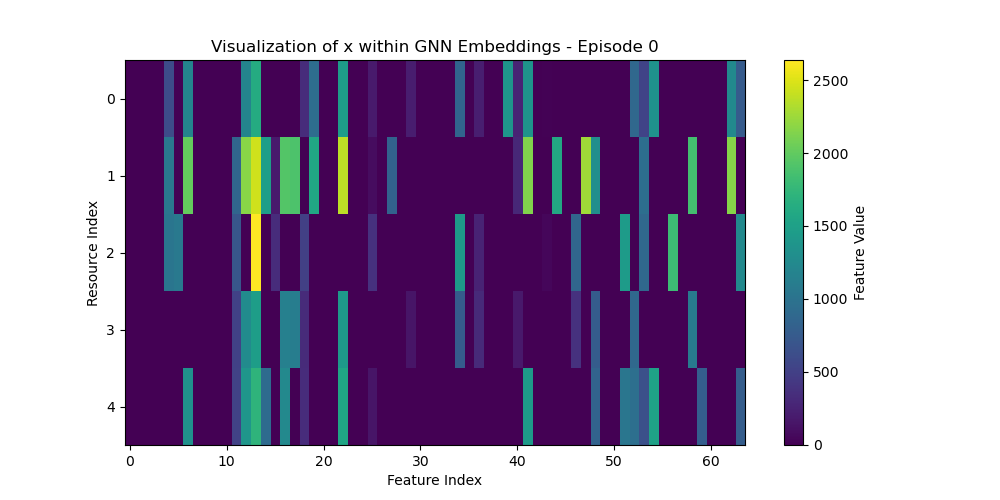 Visualization of x within GNN Embeddings - Episode 0
0
1
2
3
4
Resource Index
0 10 20 30 40 50 60
Feature Index
2500
2000
1500
1000
500
0
Feature Value